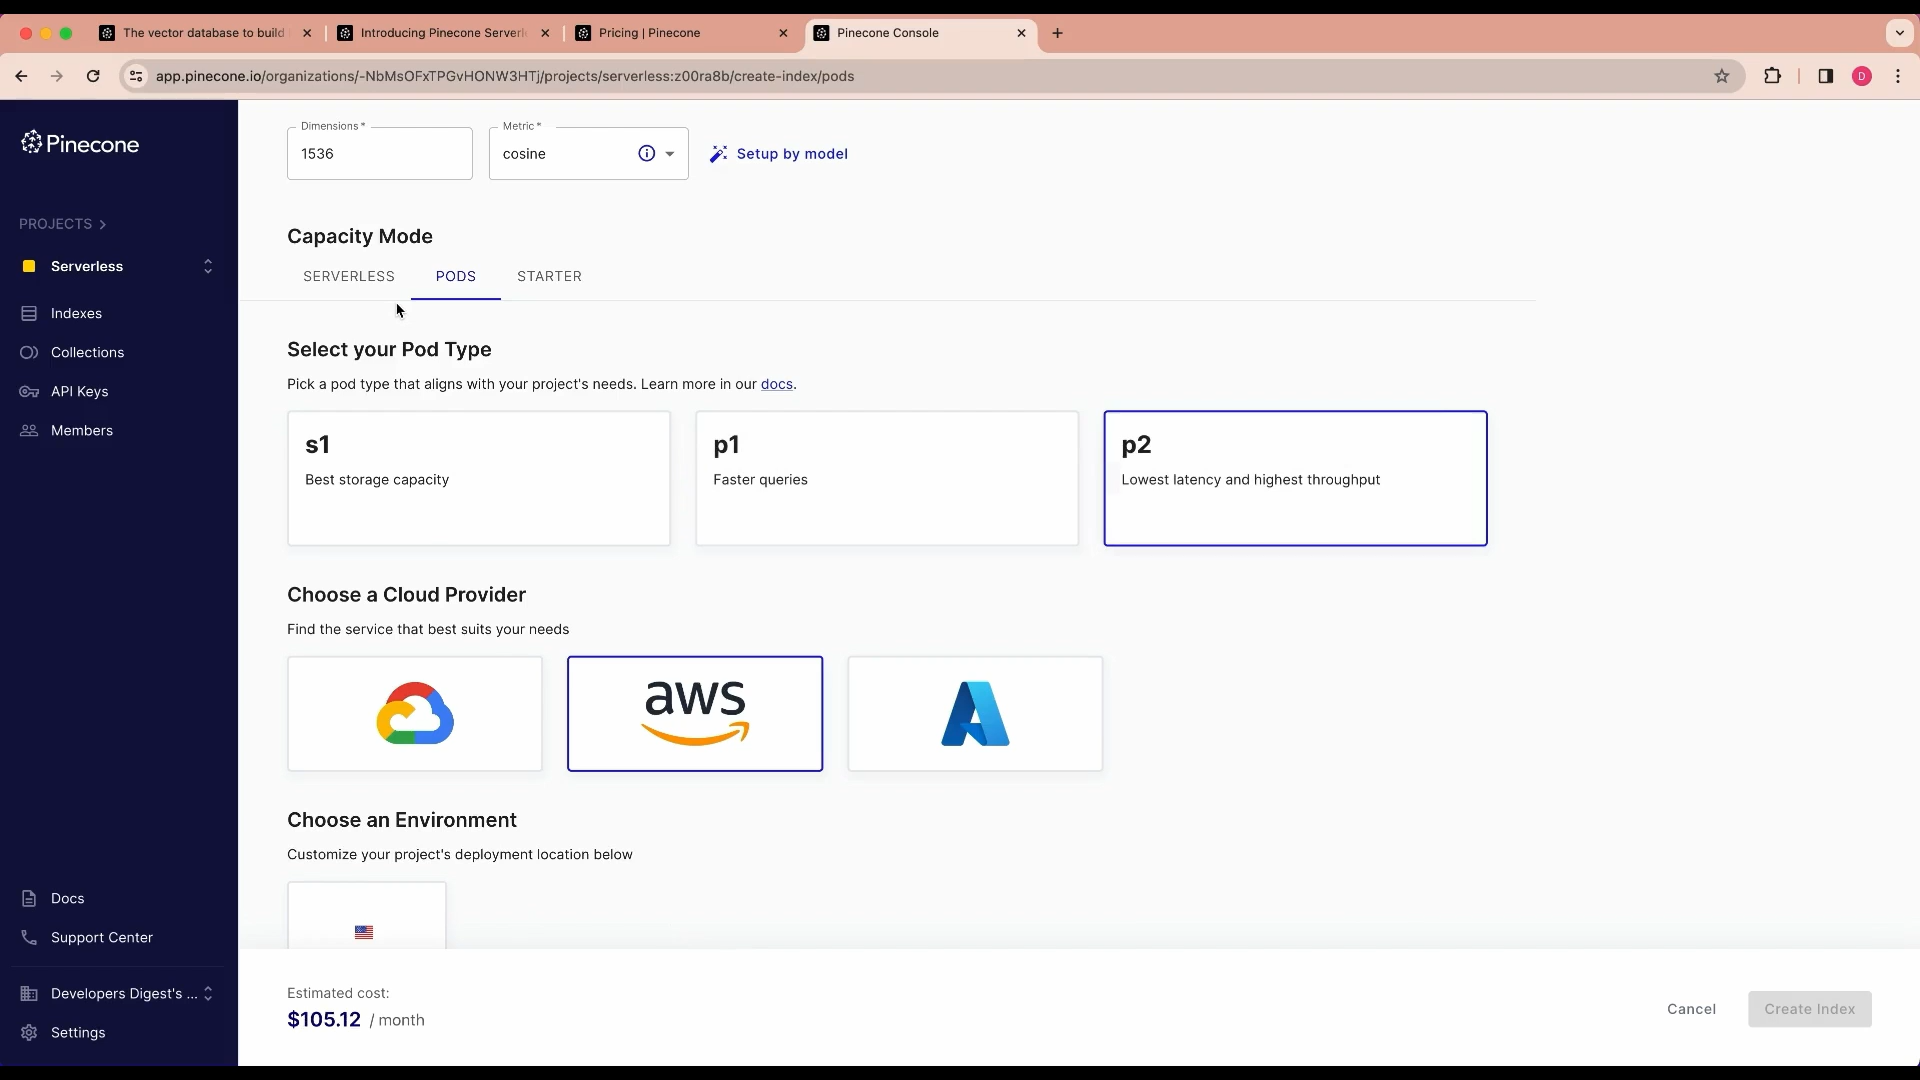 The vector database to build
Introducing Pinecone Serverl
Pricing | Pinecone
Pinecone Console
app.pinecone.io/organizations/-NbMsOFxTPGvHONW3HTj/projects/serverless:z00ra8b/create-index/pods
D
Pinecone
PROJECTS
Serverless
Indexes
Collections
API Keys
Members
Docs
Support Center
Developers Digest's ...
Settings
Dimensions *
1536
Metric *
cosine
Setup by model
Capacity Mode
SERVERLESS
PODS
STARTER
Select your Pod Type
Pick a pod type that aligns with your project's needs. Learn more in our docs.
s1
Best storage capacity
p1
Faster queries
p2
Lowest latency and highest throughput
Choose a Cloud Provider
Find the service that best suits your needs
aws
Choose an Environment
Customize your project's deployment location below
Estimated cost:
$105.12 / month
Cancel
Create Index